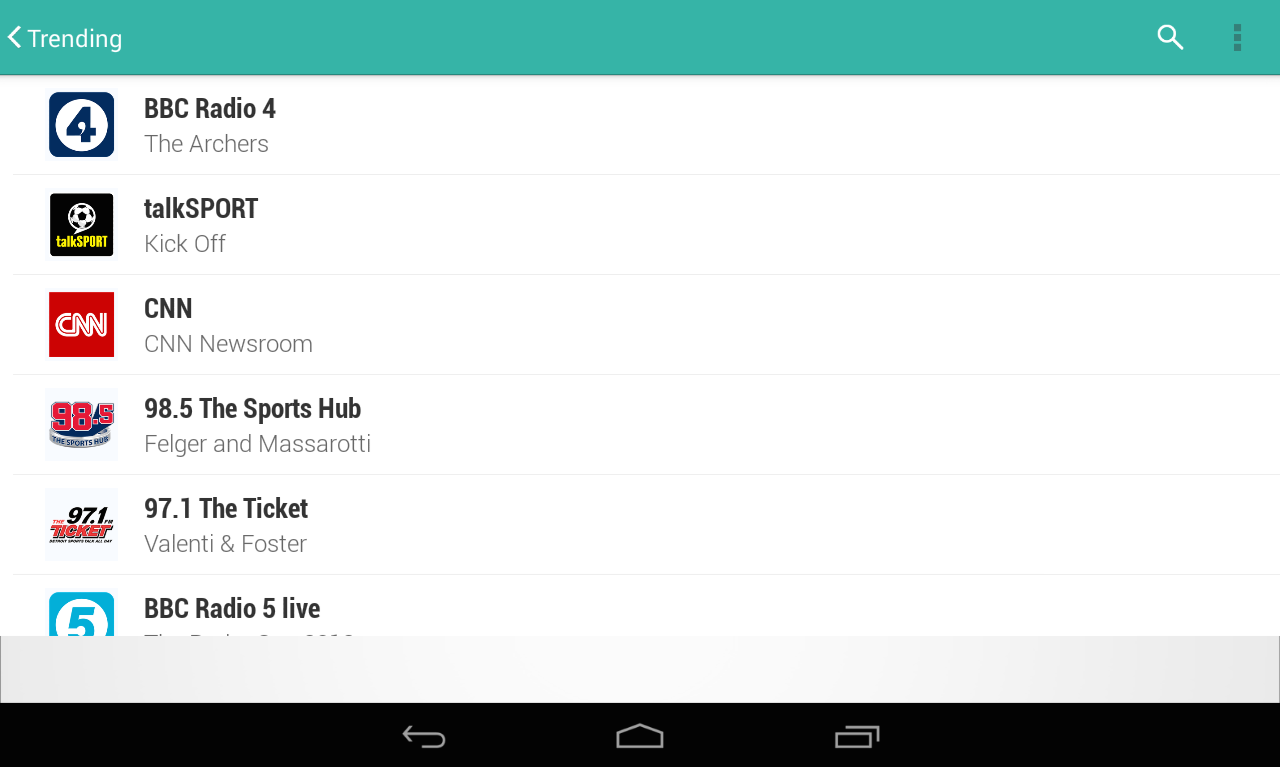 Trending
BBC Radio 4
The Archers
talkSPORT
talkSPORT
Kick Off
CNN
CNN
CNN Newsroom
98.5
THE SPORTS HUB
98.5 The Sports Hub
Felger and Massarotti
THE 97.1 FM
TICKET
DETROIT SPORTS TALK ALL DAY
97.1 The Ticket
Valenti & Foster
5
BBC Radio 5 live